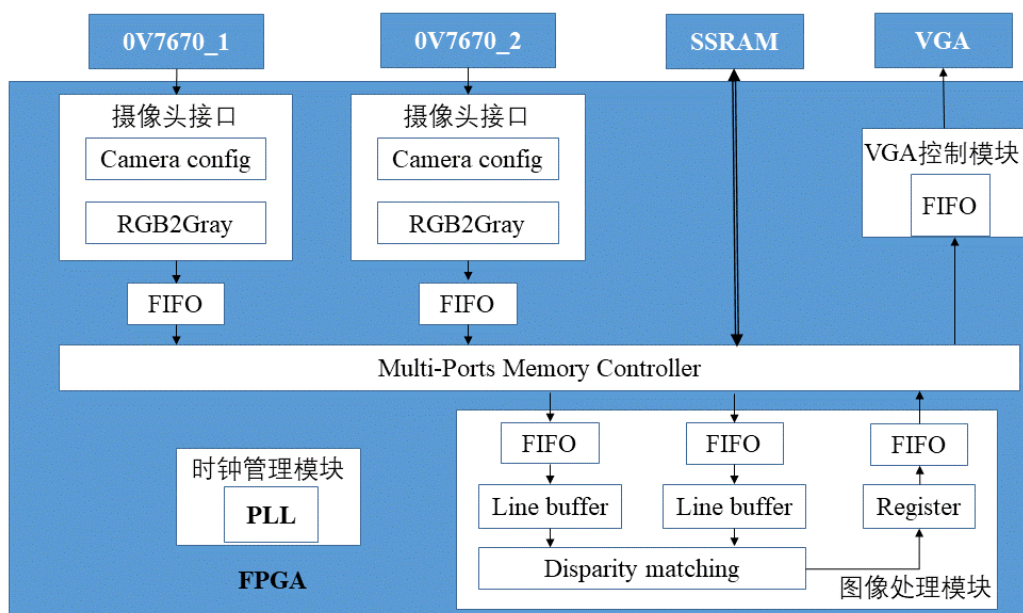 0V7670_1
0V7670_2
SSRAM
VGA
摄像头接口
Camera config
RGB2Gray
摄像头接口
Camera config
RGB2Gray
VGA控制模块
FIFO
FIFO
FIFO
Multi-Ports Memory Controller
时钟管理模块
PLL
FPGA
FIFO
FIFO
FIFO
Line buffer
Line buffer
Register
Disparity matching
图像处理模块